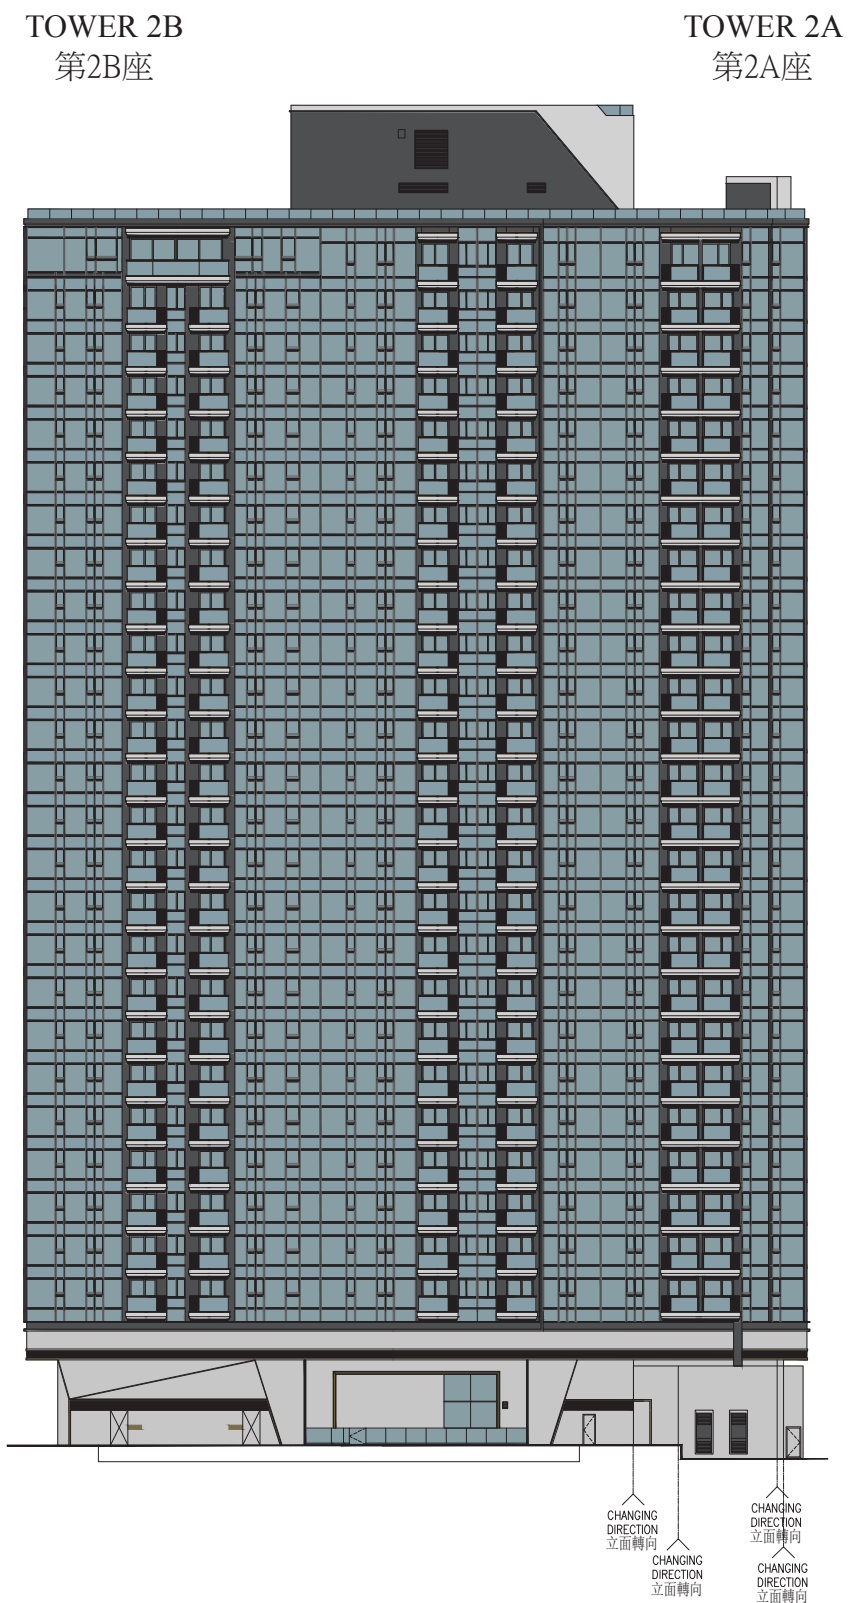 TOWER 2B
第2B座
TOWER 2A
第2A座
CHANGING
DIRECTION
立面轉向
CHANGING
DIRECTION
立面轉向
CHANGING
DIRECTION
立面轉向
CHANGING
DIRECTION
立面轉向